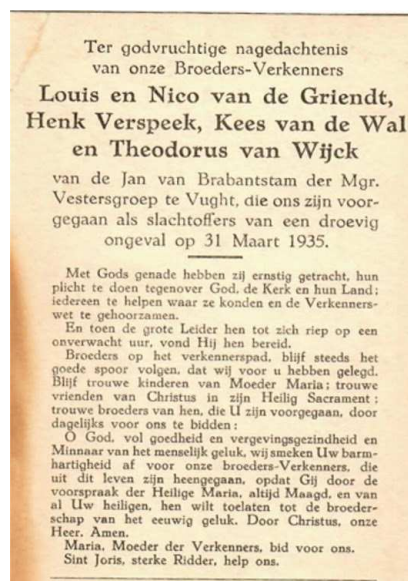 Ter godvruchtige nagedachtenis
van onze Broeders-Verkenners
Louis en Nico van de Griendt,
Henk Verspeek, Kees van de Wal
en Theodorus van Wijck
van de Jan van Brabantstam der Mgr.
Vestersgroep te Vught, die ons zijn voor-
gegaan als slachtoffers van een droevig
ongeval op 31 Maart 1935.
Met Gods genade hebben zij ernstig getracht, hun
plicht te doen tegenover God, de Kerk en hun Land;
iedereen te helpen waar ze konden en de Verkenners-
wet te gehoorzamen.
En toen de grote Leider hen tot zich riep op een
onverwacht uur, vond Hij hen bereid.
Broeders op het verkennerspad, blijf steeds het
goede spoor volgen, dat wij voor u hebben gelegd.
Blijf trouwe kinderen van Moeder Maria; trouwe
vrienden van Christus in zijn Heilig Sacrament;
trouwe broeders van hen, die U zijn voorgegaan, door
dagelijks voor ons te bidden:
O God, vol goedheid en vergevingsgezindheid en
Minnaar van het menselijk geluk, wij smeken Uw barm-
hartigheid af voor onze broeders-Verkenners, die
uit dit leven zijn heengegaan, opdat Gij door de
voorspraak der Heilige Maria, altijd Maagd, en van
al Uw heiligen, hen wilt toelaten tot de broeder-
schap van het eeuwig geluk. Door Christus, onze
Heer. Amen.
Maria, Moeder der Verkenners, bid voor ons.
Sint Joris, sterke Ridder, help ons.